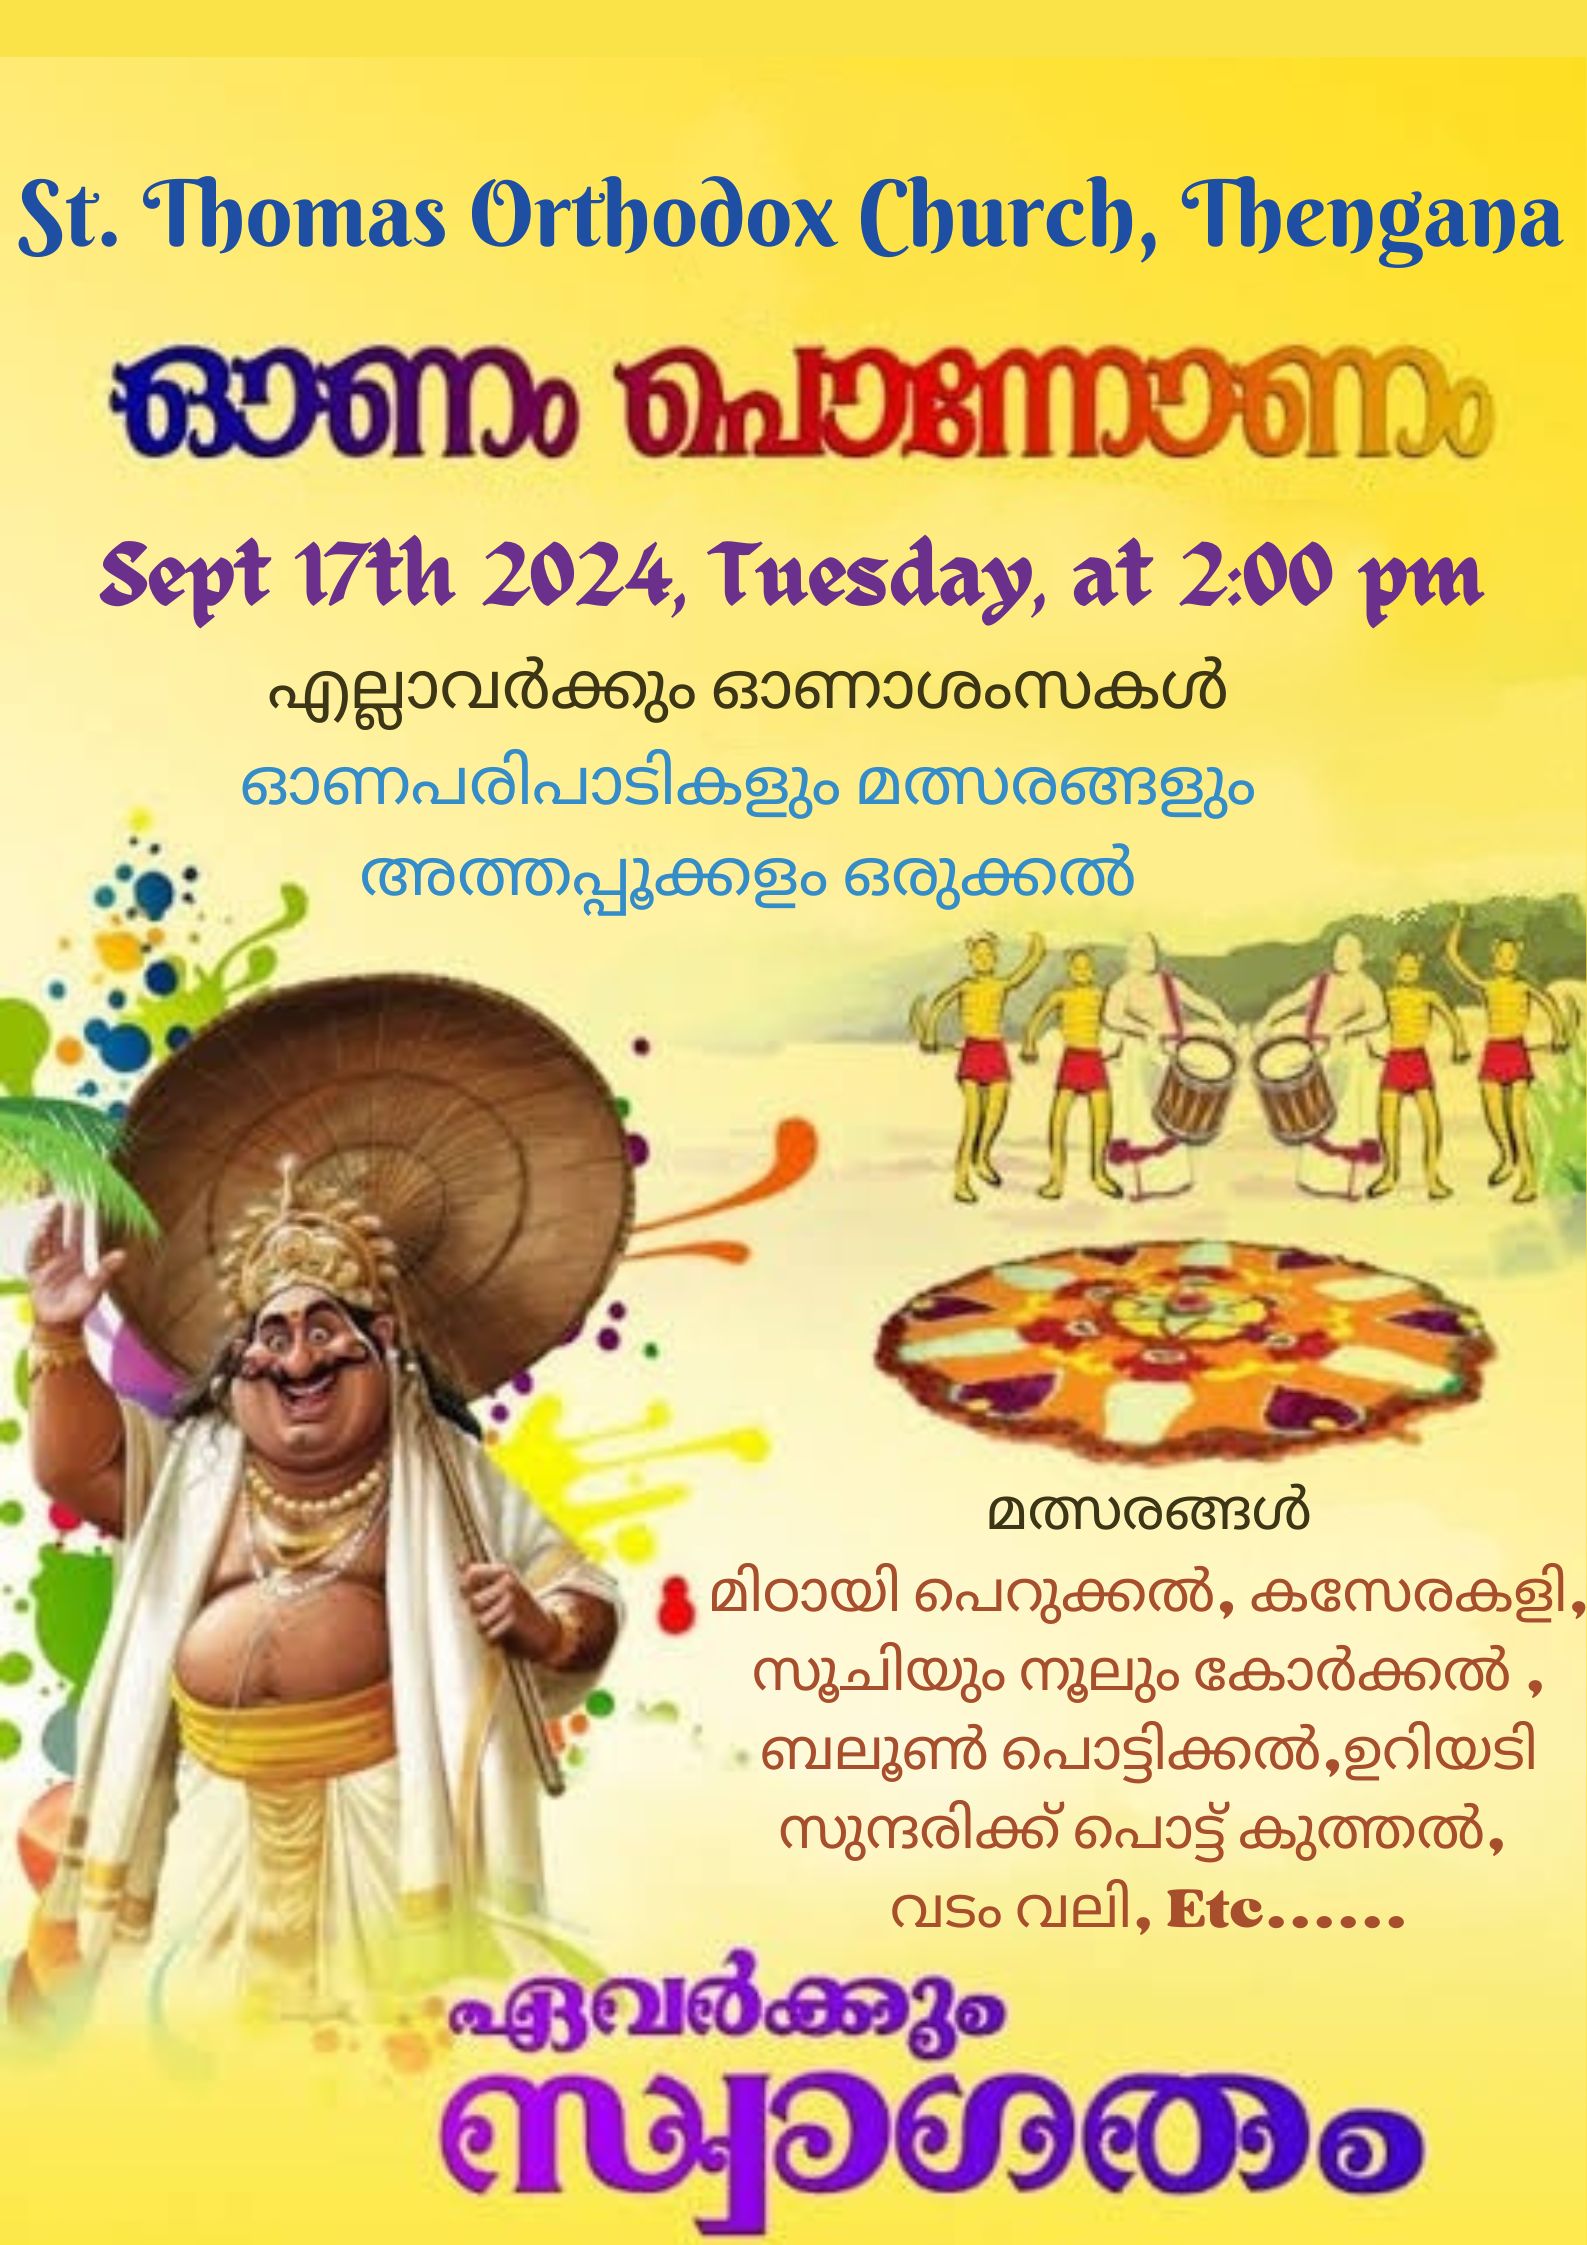 St. Thomas Orthodox Church, Thengana
ഓണം പൊന്നോണം
Sept 17th 2024, Tuesday, at 2:00 pm
എല്ലാവർക്കും ഓണാശംസകൾ
ഓണപരിപാടികളും മത്സരങ്ങളും
അത്തപ്പൂക്കളം ഒരുക്കൽ
മത്സരങ്ങൾ
മിഠായി പെറുക്കൽ, കസേരകളി,
സൂചിയും നൂലും കോർക്കൽ ,
ബലൂൺ പൊട്ടിക്കൽ,ഉറിയടി
സുന്ദരിക്ക് പൊട്ട് കുത്തൽ,
വടം വലി, Etc......
ഏവർക്കും
സ്വാഗതം